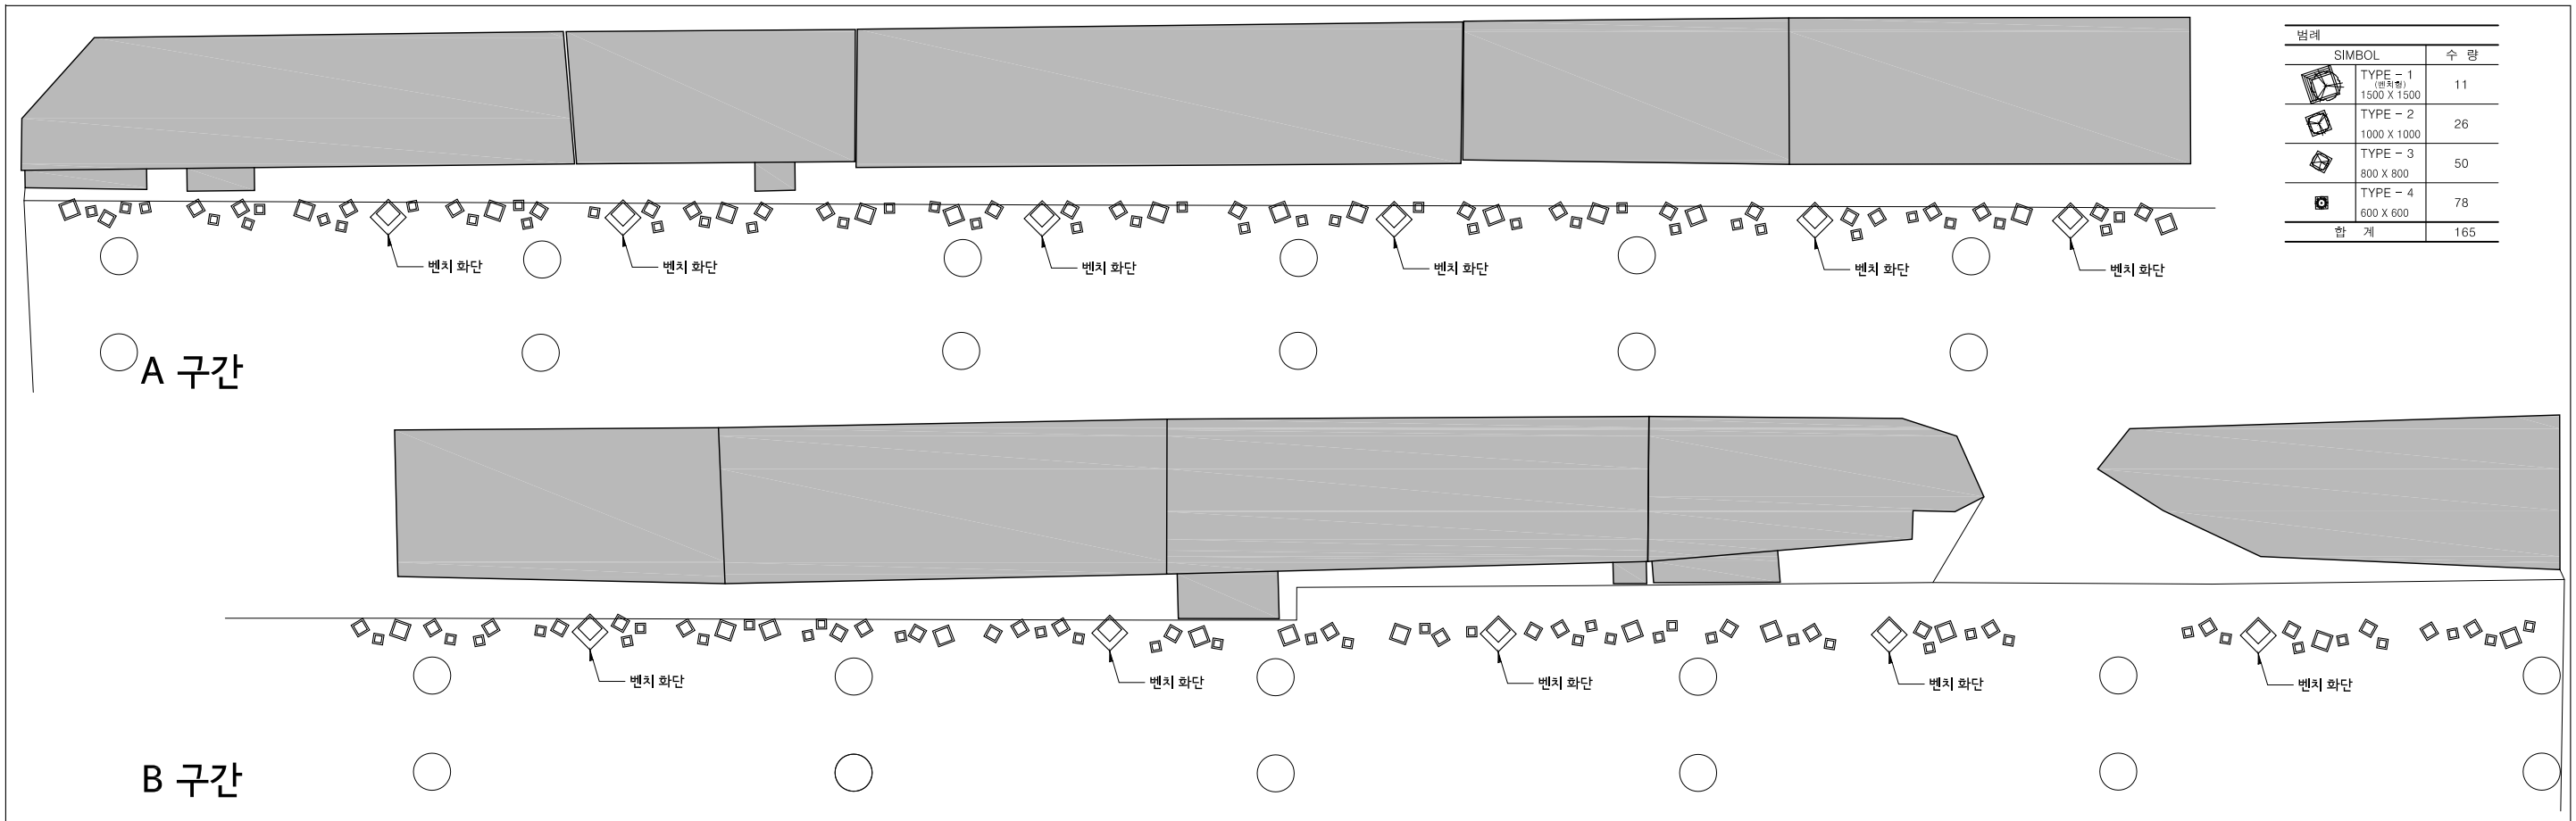 범례
SIMBOL 수 량
TYPE - 1
(벤치형)
1500 X 1500
11
TYPE - 2
1000 X 1000
26
TYPE - 3
800 X 800
50
TYPE - 4
600 X 600
78
합 계 165
벤치 화단
벤치 화단
벤치 화단
벤치 화단
벤치 화단
벤치 화단
A 구간
벤치 화단
벤치 화단
벤치 화단
벤치 화단
벤치 화단
B 구간